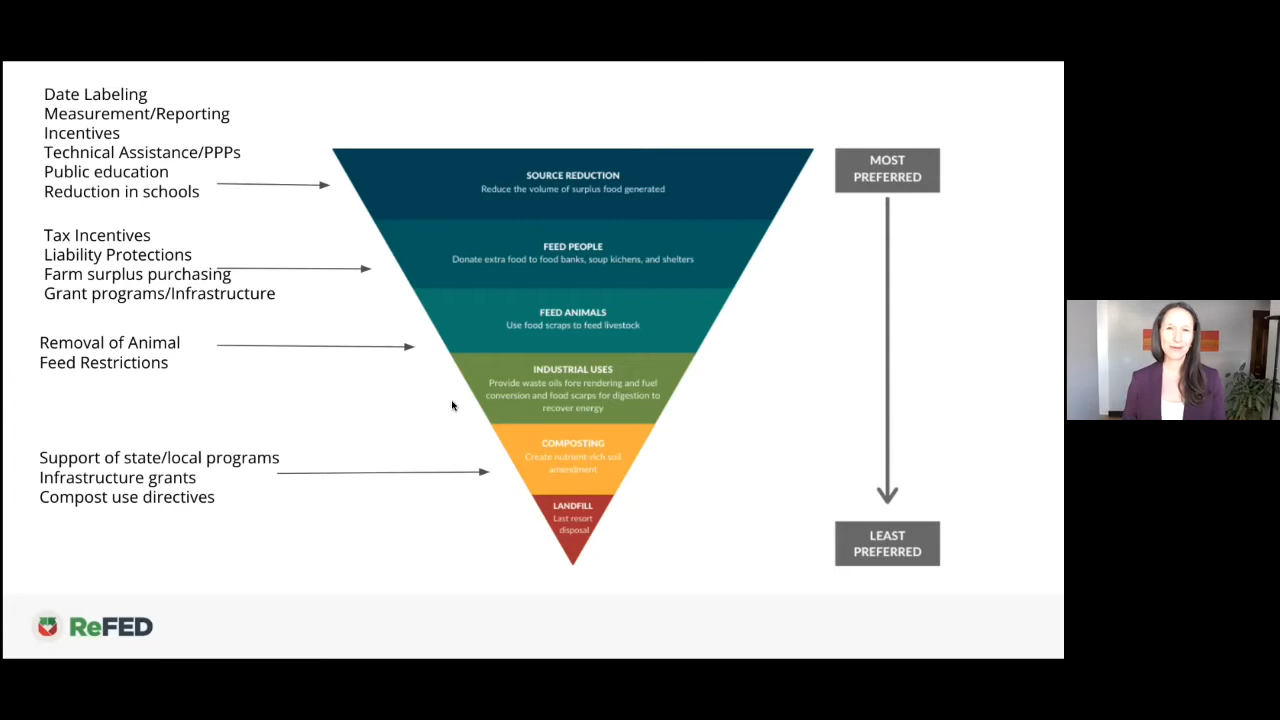 Date Labeling
Measurement/Reporting
Incentives
Technical Assistance/PPPs
Public education
Reduction in schools
Tax Incentives
Liability Protections
Farm surplus purchasing
Grant programs/Infrastructure
Removal of Animal
Feed Restrictions
Support of state/local programs
Infrastructure grants
Compost use directives
SOURCE REDUCTION
Reduce the volume of surplus food generated
FEED PEOPLE
Donate extra food to food banks, soup kichens, and shelters
FEED ANIMALS
Use food scraps to feed livestock
INDUSTRIAL USES
Provide waste oils fore rendering and fuel
conversion and food scarps for digestion to
recover energy
COMPOSTING
Create nutrient-rich soil
amendment
LANDFILL
Last resort
disposal
MOST
PREFERRED
LEAST
PREFERRED
ReFED